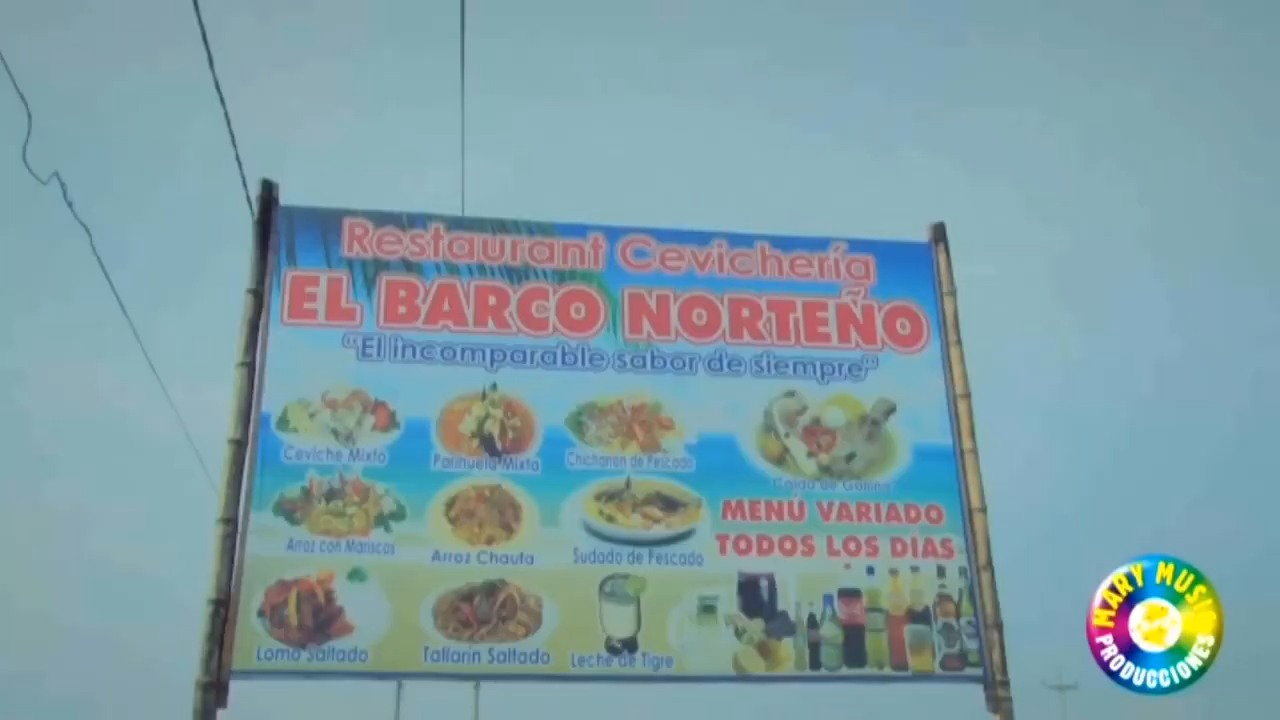 Restaurant Cevichería
EL BARCO NORTEÑO
"El incomparable sabor de siempre"
Ceviche Mixto
Parihuela Mixta
Chicharron de Pescado
Caldo de Gallina
Arroz con Mariscos
Arroz Chaufa
Sudado de Pescado
MENÚ VARIADO
TODOS LOS DIAS
Lomo Saltado
Tallarin Saltado
Leche de Tigre
MARY MUSIC
PRODUCCIONES